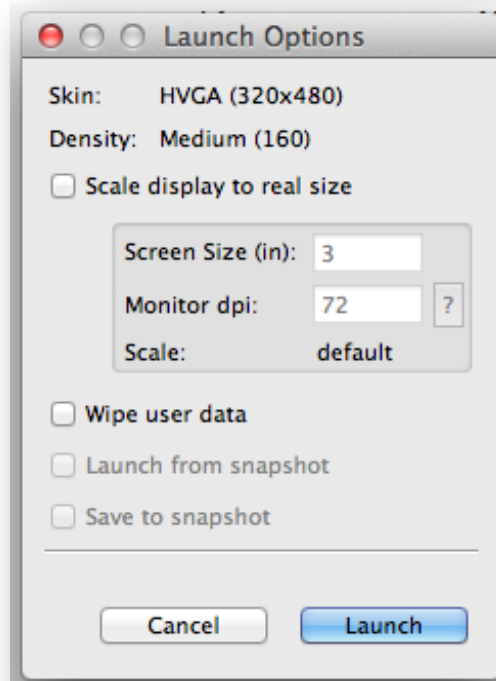 Launch Options
Skin: HVGA (320x480)
Density: Medium (160)
Scale display to real size
Screen Size (in): 3
Monitor dpi: 72 ?
Scale: default
Wipe user data
Launch from snapshot
Save to snapshot
Cancel Launch